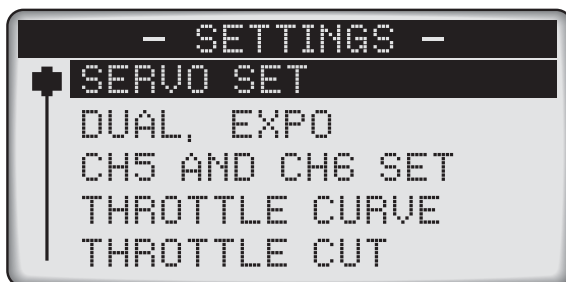 — SETTINGS —
SERVO SET
DUAL, EXPO
CH5 AND CH6 SET
THROTTLE CURVE
THROTTLE CUT